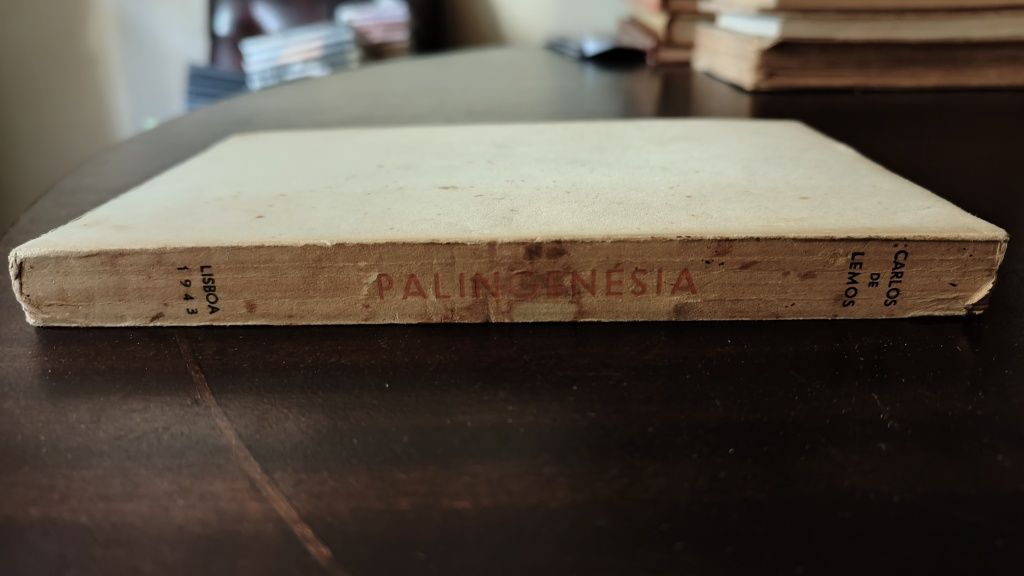 LISBOA
1943
PALINGENÉSIA
CARLOS
DE
LEMOS